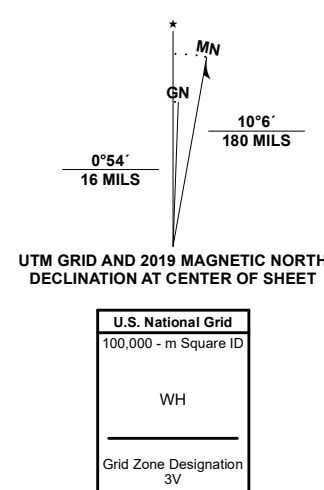 ★
MN
GN
10°6´
180 MILS
0°54´
16 MILS
UTM GRID AND 2019 MAGNETIC NORTH
DECLINATION AT CENTER OF SHEET
U.S. National Grid
100,000 - m Square ID
WH
Grid Zone Designation
3V